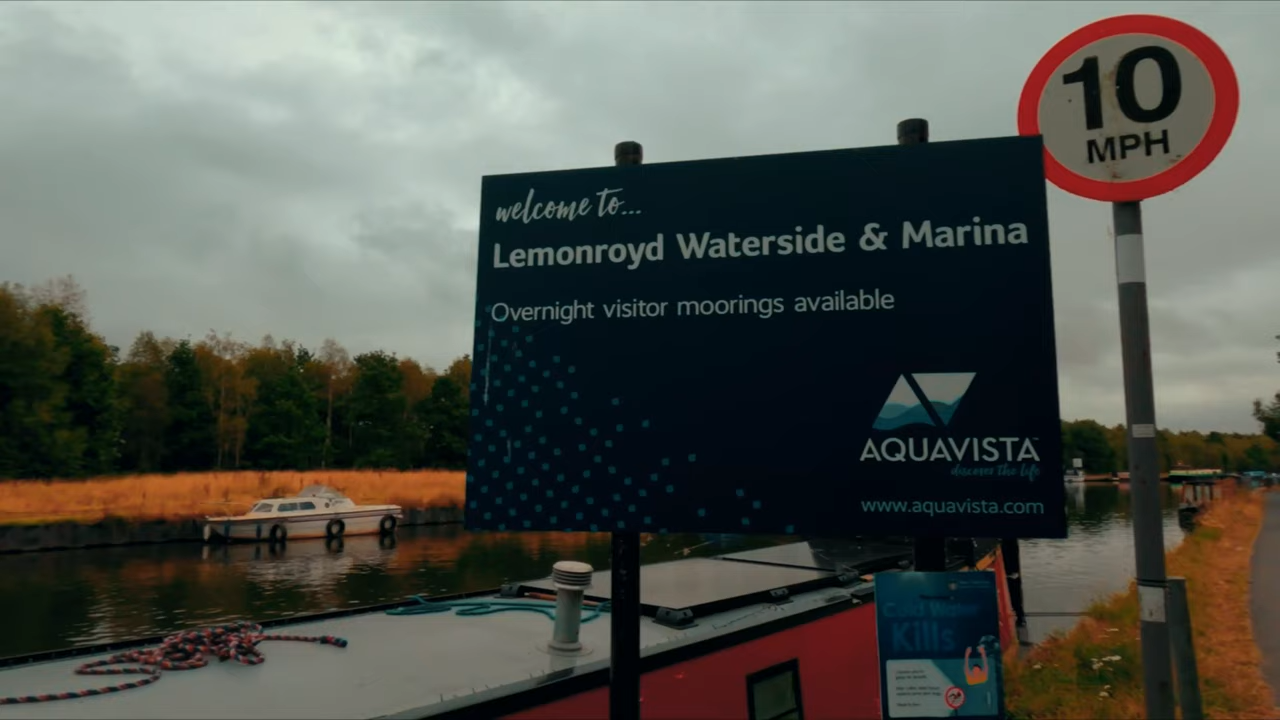 10
MPH
welcome to...
Lemonroyd Waterside & Marina
Overnight visitor moorings available
AQUAVISTA
discover the life
www.aquavista.com
Cold Water
Kills